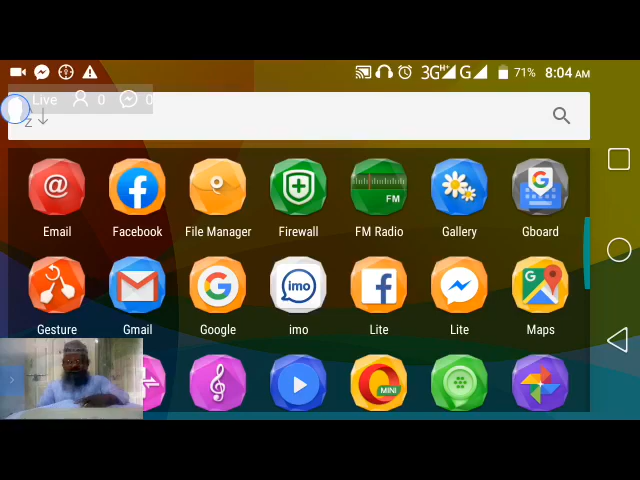 3G H+ G 71% 8:04 AM
Live 0 0
Z
@ FM G
Email Facebook File Manager Firewall FM Radio Gallery Gboard
imo G
Gesture Gmail Google imo Lite Lite Maps
MINI